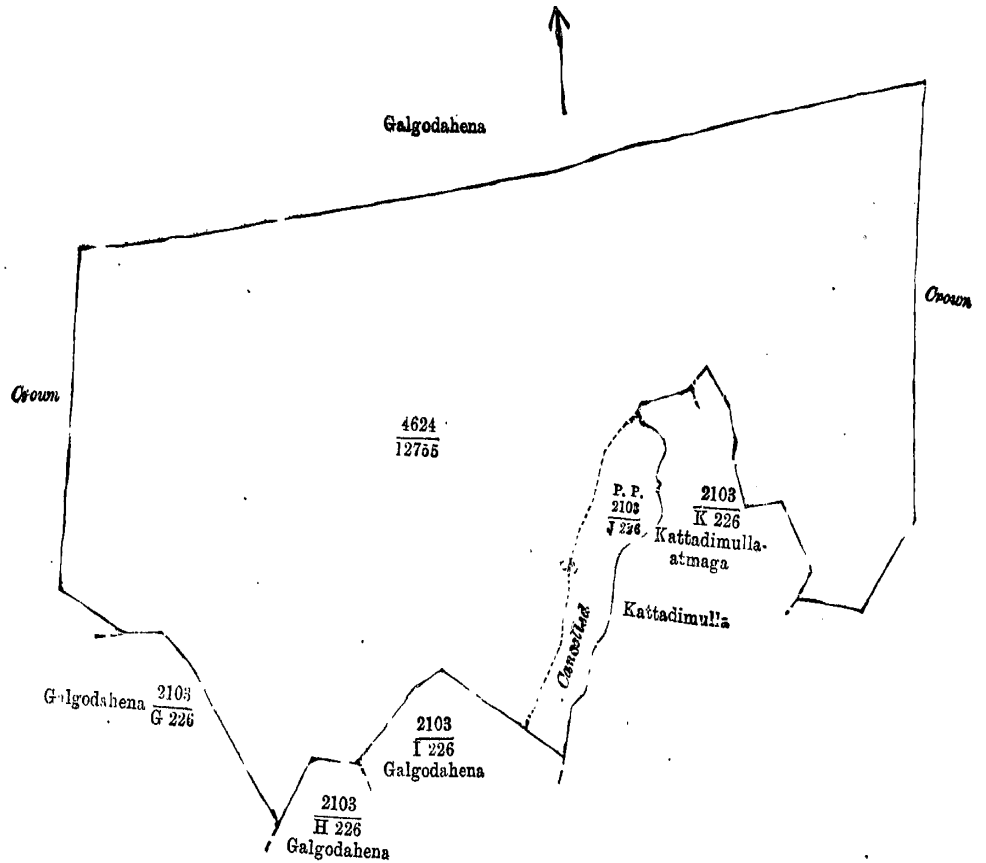 Galgodahena
Crown
Crown
4624
12755
P. P.
2103
J 226
2103
K 226
Kattadimulla-
atmaga
Kattadimulla
Cancelled
Galgodahena 2103
G 226
2103
I 226
Galgodahena
2103
H 226
Galgodahena